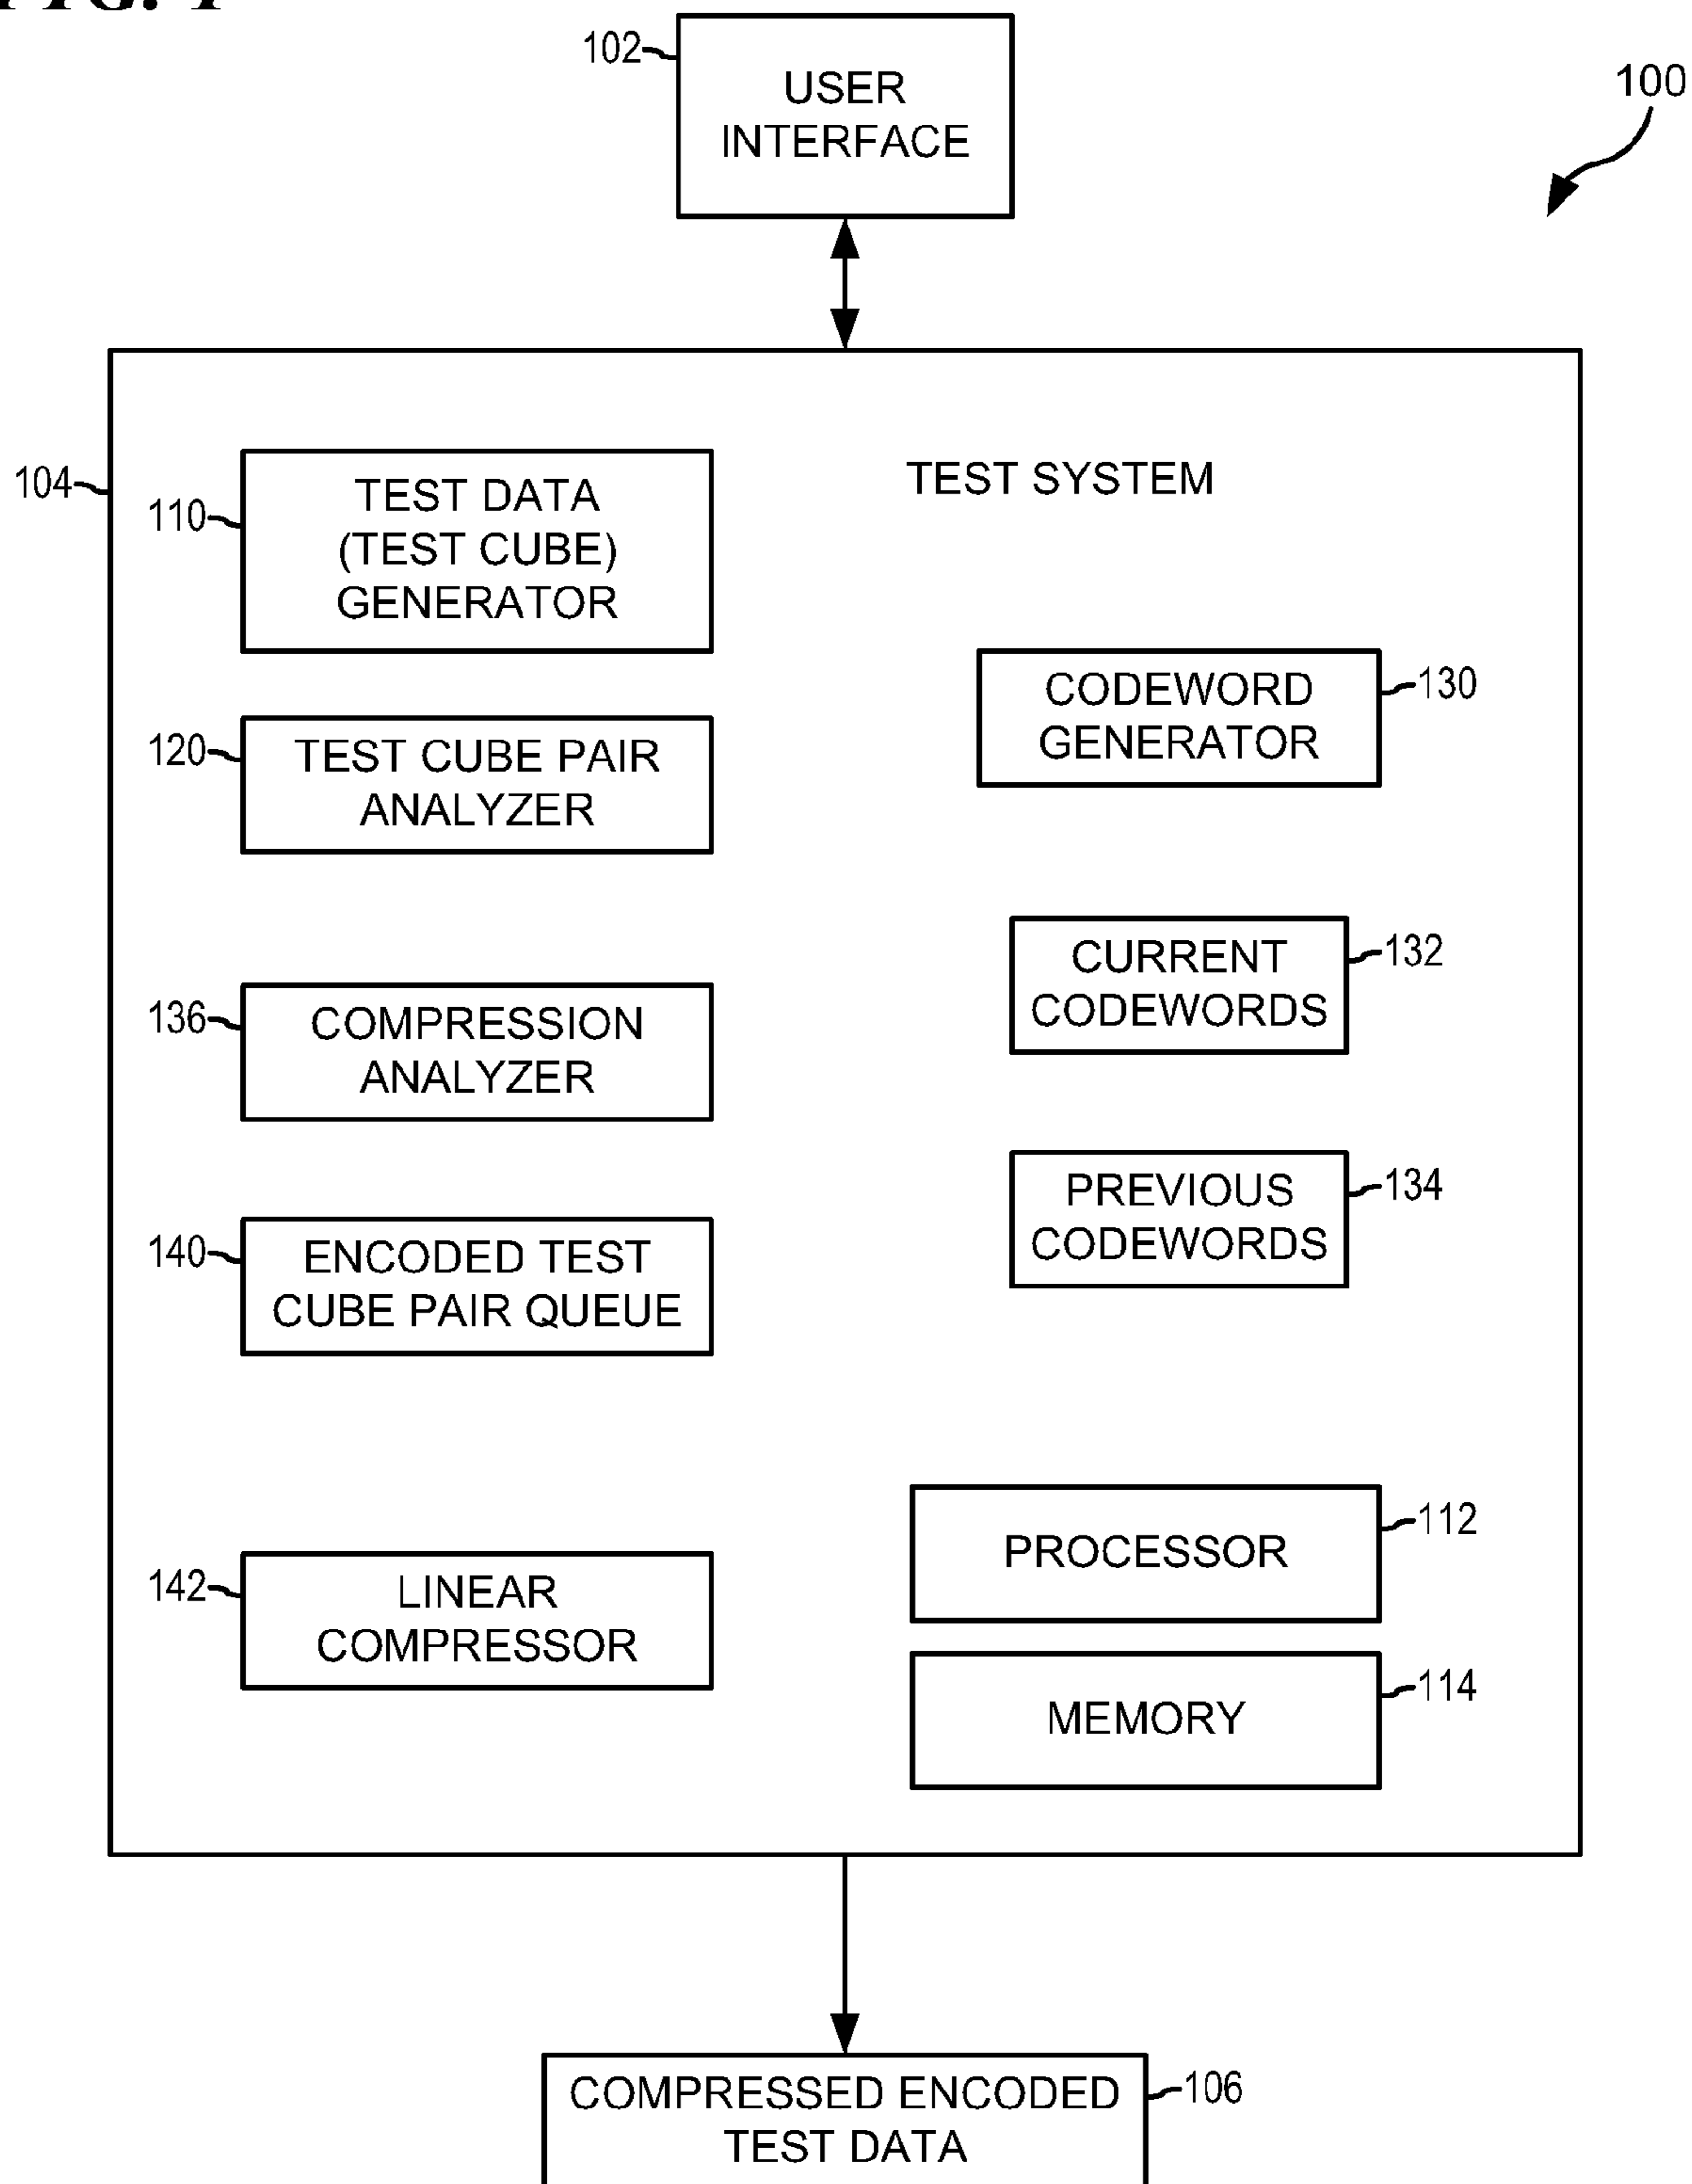 FIG. 1
102
USER
INTERFACE
100
104
TEST SYSTEM
110
TEST DATA
(TEST CUBE)
GENERATOR
130
CODEWORD
GENERATOR
120
TEST CUBE PAIR
ANALYZER
132
CURRENT
CODEWORDS
136
COMPRESSION
ANALYZER
134
PREVIOUS
CODEWORDS
140
ENCODED TEST
CUBE PAIR QUEUE
112
PROCESSOR
142
LINEAR
COMPRESSOR
114
MEMORY
106
COMPRESSED ENCODED
TEST DATA